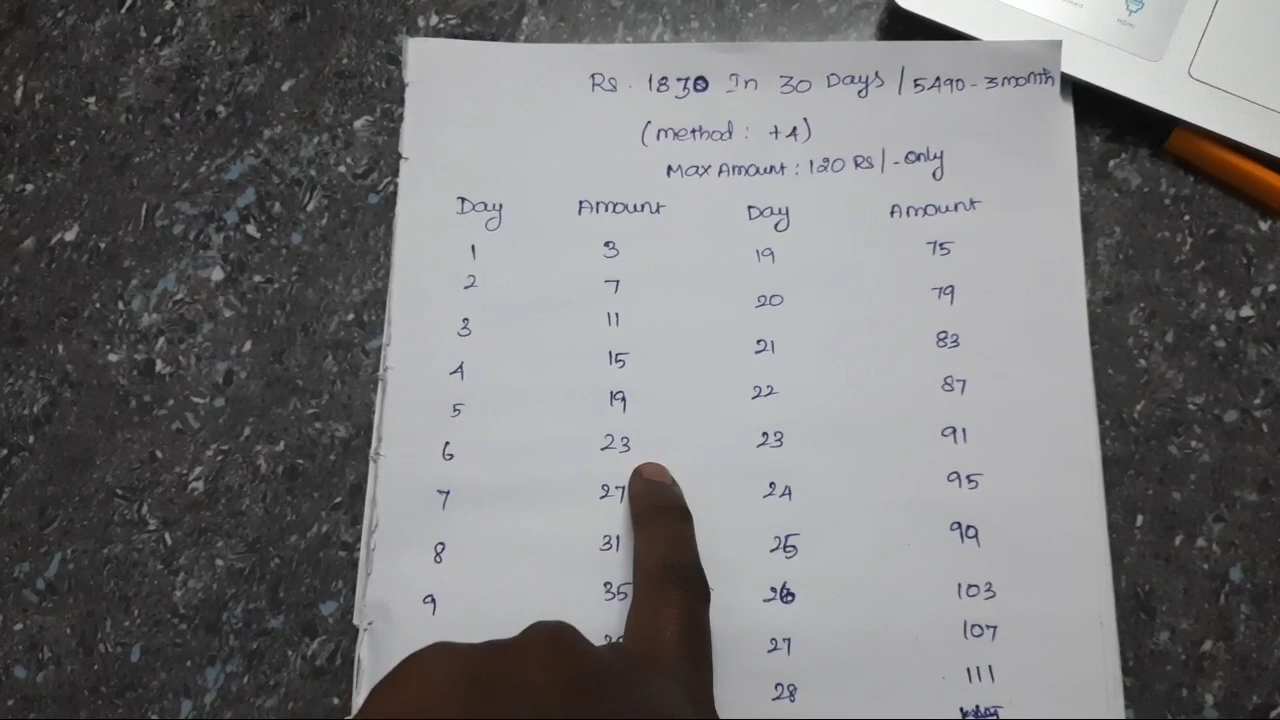 Rs. 1830 In 30 Days / 5490 - 3 month
(method: +4)
Max Amount: 120 Rs/- Only
Day Amount Day Amount
1 3 19 75
2 7 20 79
3 11 21 83
4 15 22 87
5 19 23 91
6 23 24 95
7 27 25 99
8 31 26 103
9 35 27 107
28 111